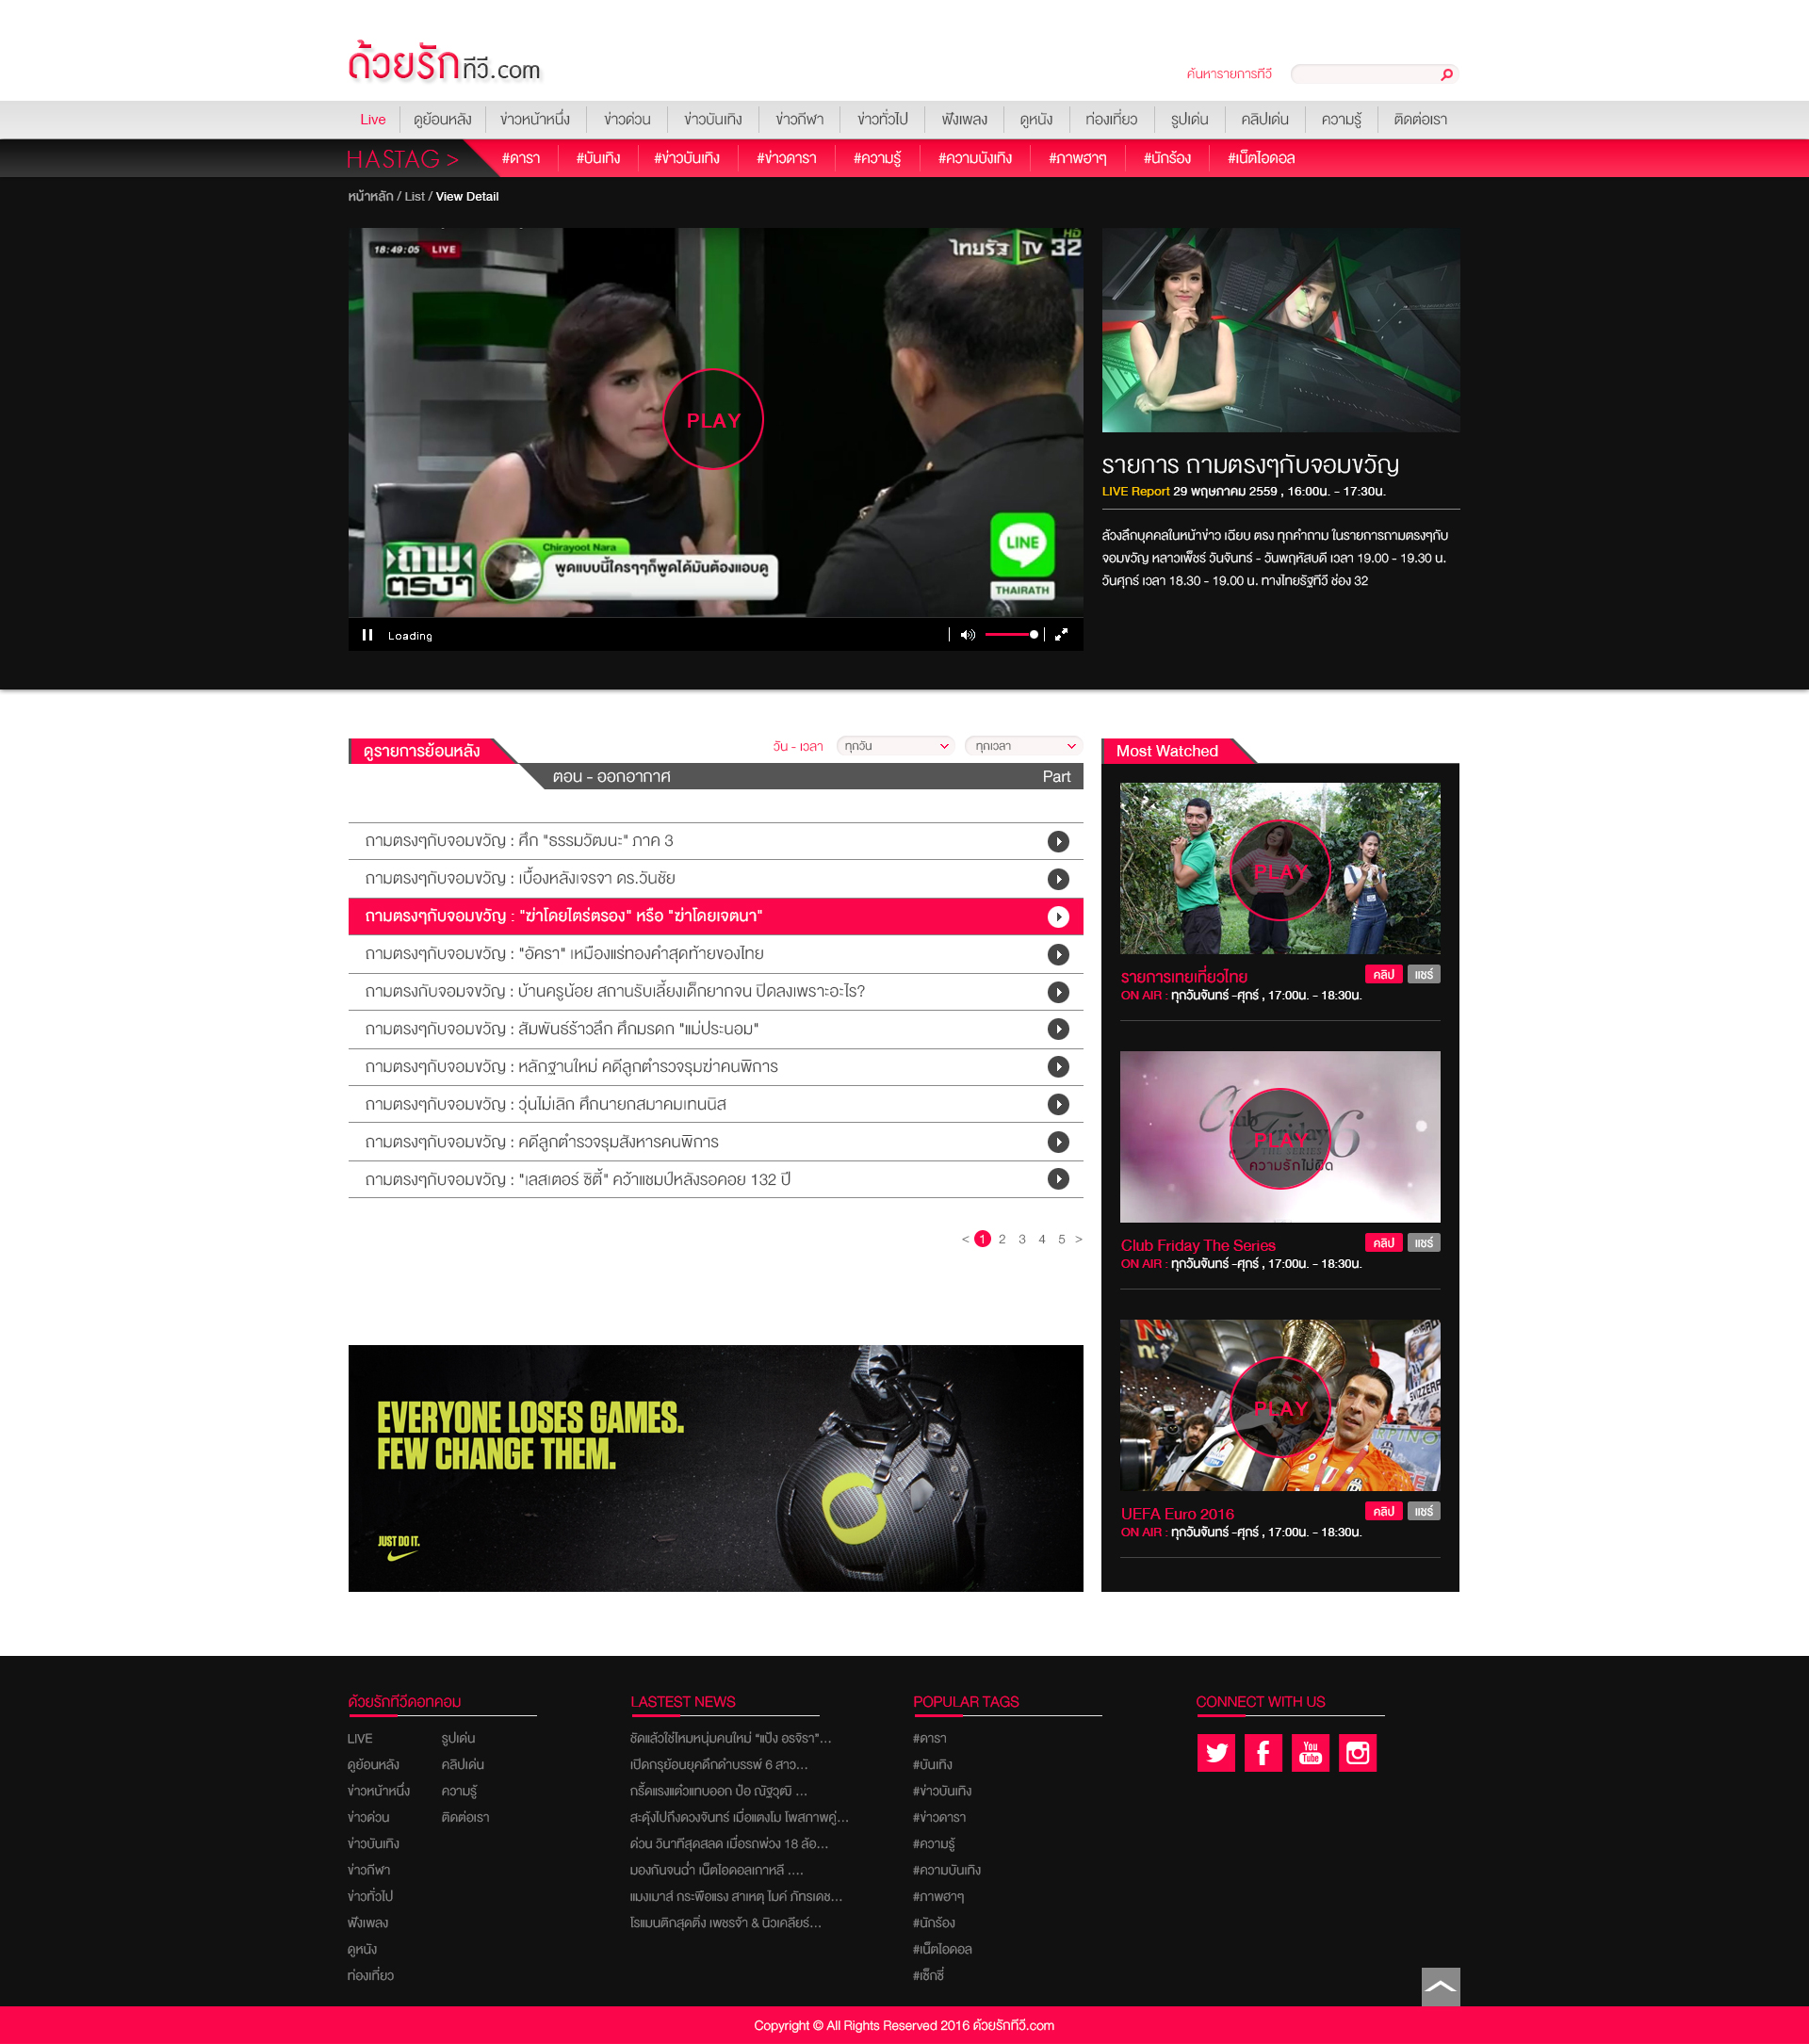 ด้วยรักทีวี.com
ค้นหารายการทีวี
Live ดูย้อนหลัง ข่าวหน้าหนึ่ง ข่าวด่วน ข่าวบันเทิง ข่าวกีฬา ข่าวทั่วไป ฟังเพลง ดูหนัง ท่องเที่ยว รูปเด่น คลิปเด่น ความรู้ ติดต่อเรา
HASTAG > #ดารา #บันเทิง #ข่าวบันเทิง #ข่าวดารา #ความรู้ #ความบังเทิง #ภาพฮาๆ #นักร้อง #เน็ตไอดอล
หน้าหลัก / List / View Detail
18:49:05 LIVE
ไทยรัฐ TV 32 HD
PLAY
LINE
THAIRATH
ถามตรงๆ
Chirayoot Nara
พูดแบบนี้ใครๆๆก็พูดได้มันต้องแอบดู
Loading
รายการ ถามตรงๆกับจอมขวัญ
LIVE Report 29 พฤษภาคม 2559 , 16:00น. - 17:30น.
ล้วงลึกบุคคลในหน้าข่าว เฉียบ ตรง ทุกคำถาม ในรายการถามตรงๆกับ
จอมขวัญ หลาวเพ็ชร์ วันจันทร์ - วันพฤหัสบดี เวลา 19.00 - 19.30 น.
วันศุกร์ เวลา 18.30 - 19.00 น. ทางไทยรัฐทีวี ช่อง 32
ดูรายการย้อนหลัง
วัน - เวลา ทุกวัน ทุกเวลา
ตอน - ออกอากาศ Part
ถามตรงๆกับจอมขวัญ : ศึก "ธรรมวัฒนะ" ภาค 3
ถามตรงๆกับจอมขวัญ : เบื้องหลังเจรจา ดร.วันชัย
ถามตรงๆกับจอมขวัญ : "ฆ่าโดยไตร่ตรอง" หรือ "ฆ่าโดยเจตนา"
ถามตรงๆกับจอมขวัญ : "อัครา" เหมืองแร่ทองคำสุดท้ายของไทย
ถามตรงกับจอมจขวัญ : บ้านครูน้อย สถานรับเลี้ยงเด็กยากจน ปิดลงเพราะอะไร?
ถามตรงๆกับจอมขวัญ : สัมพันธ์ร้าวลึก ศึกมรดก "แม่ประนอม"
ถามตรงๆกับจอมขวัญ : หลักฐานใหม่ คดีลูกตำรวจรุมฆ่าคนพิการ
ถามตรงๆกับจอมขวัญ : วุ่นไม่เลิก ศึกนายกสมาคมเทนนิส
ถามตรงๆกับจอมขวัญ : คดีลูกตำรวจรุมสังหารคนพิการ
ถามตรงๆกับจอมขวัญ : "เลสเตอร์ ซิตี้" คว้าแชมป์หลังรอคอย 132 ปี
< 1 2 3 4 5 >
EVERYONE LOSES GAMES.
FEW CHANGE THEM.
JUST DO IT.
Most Watched
PLAY
รายการเทยเที่ยวไทย คลิป แชร์
ON AIR : ทุกวันจันทร์ -ศุกร์ , 17:00น. - 18:30น.
Club Friday 6
THE SERIES
ความรักไม่ผิด
PLAY
Club Friday The Series คลิป แชร์
ON AIR : ทุกวันจันทร์ -ศุกร์ , 17:00น. - 18:30น.
PLAY
UEFA Euro 2016 คลิป แชร์
ON AIR : ทุกวันจันทร์ -ศุกร์ , 17:00น. - 18:30น.
ด้วยรักทีวีดอทคอม
LIVE
ดูย้อนหลัง
ข่าวหน้าหนึ่ง
ข่าวด่วน
ข่าวบันเทิง
ข่าวกีฬา
ข่าวทั่วไป
ฟังเพลง
ดูหนัง
ท่องเที่ยว
รูปเด่น
คลิปเด่น
ความรู้
ติดต่อเรา
LASTEST NEWS
ชัดแล้วใช่ไหมหนุ่มคนใหม่ "แป้ง อรจิรา"...
เปิดกรุย้อนยุคดึกดำบรรพ์ 6 สาว...
กรี๊ดแรงแต๋วแทบออก ป๋อ ณัฐวุฒิ ...
สะดุ้งไปถึงดวงจันทร์ เมื่อแตงโม โพสภาพคู่...
ด่วน วินาทีสุดสลด เมื่อรถพ่วง 18 ล้อ...
มองกันจนฉ่ำ เน็ตไอดอลเกาหลี ....
แมงเมาส์ กระพือแรง สาเหตุ ไมค์ ภัทรเดช...
โรแมนติกสุดติ่ง เพชรจ้า & นิวเคลียร์...
POPULAR TAGS
#ดารา
#บันเทิง
#ข่าวบันเทิง
#ข่าวดารา
#ความรู้
#ความบันเทิง
#ภาพฮาๆ
#นักร้อง
#เน็ตไอดอล
#เซ็กซี่
CONNECT WITH US
You Tube
Copyright © All Rights Reserved 2016 ด้วยรักทีวี.com